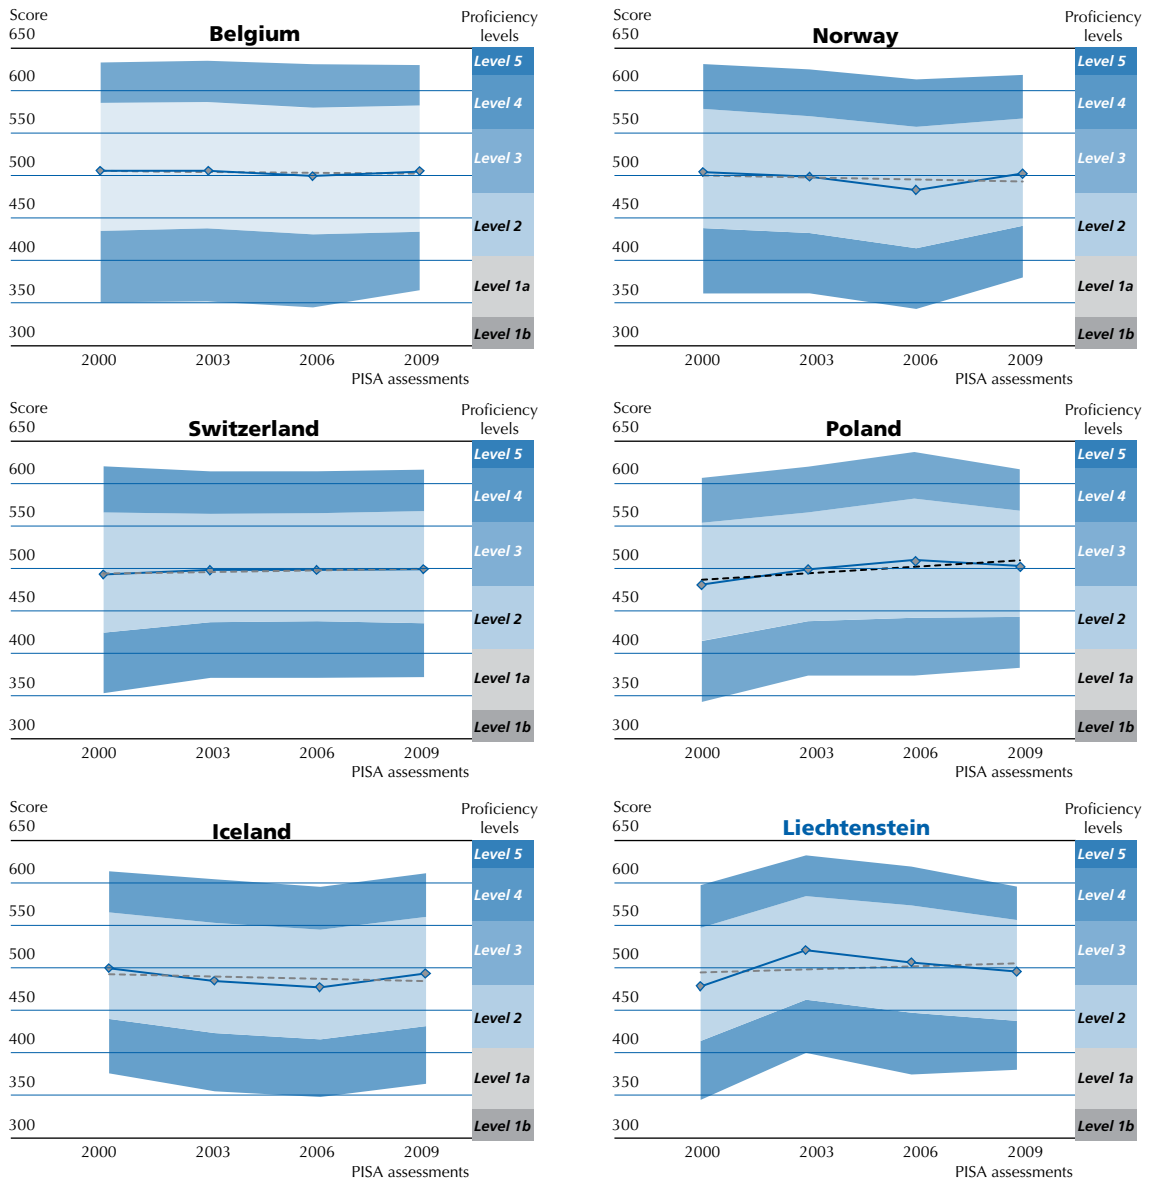 Score
650
Belgium
Proficiency
levels
Level 5
600
Level 4
550
Level 3
500
450
Level 2
400
Level 1a
350
Level 1b
300
2000 2003 2006 2009
PISA assessments
Score
650
Norway
Proficiency
levels
Level 5
600
Level 4
550
Level 3
500
450
Level 2
400
Level 1a
350
Level 1b
300
2000 2003 2006 2009
PISA assessments
Score
650
Switzerland
Proficiency
levels
Level 5
600
Level 4
550
Level 3
500
450
Level 2
400
Level 1a
350
Level 1b
300
2000 2003 2006 2009
PISA assessments
Score
650
Poland
Proficiency
levels
Level 5
600
Level 4
550
Level 3
500
450
Level 2
400
Level 1a
350
Level 1b
300
2000 2003 2006 2009
PISA assessments
Score
650
Iceland
Proficiency
levels
Level 5
600
Level 4
550
Level 3
500
450
Level 2
400
Level 1a
350
Level 1b
300
2000 2003 2006 2009
PISA assessments
Score
650
Liechtenstein
Proficiency
levels
Level 5
600
Level 4
550
Level 3
500
450
Level 2
400
Level 1a
350
Level 1b
300
2000 2003 2006 2009
PISA assessments